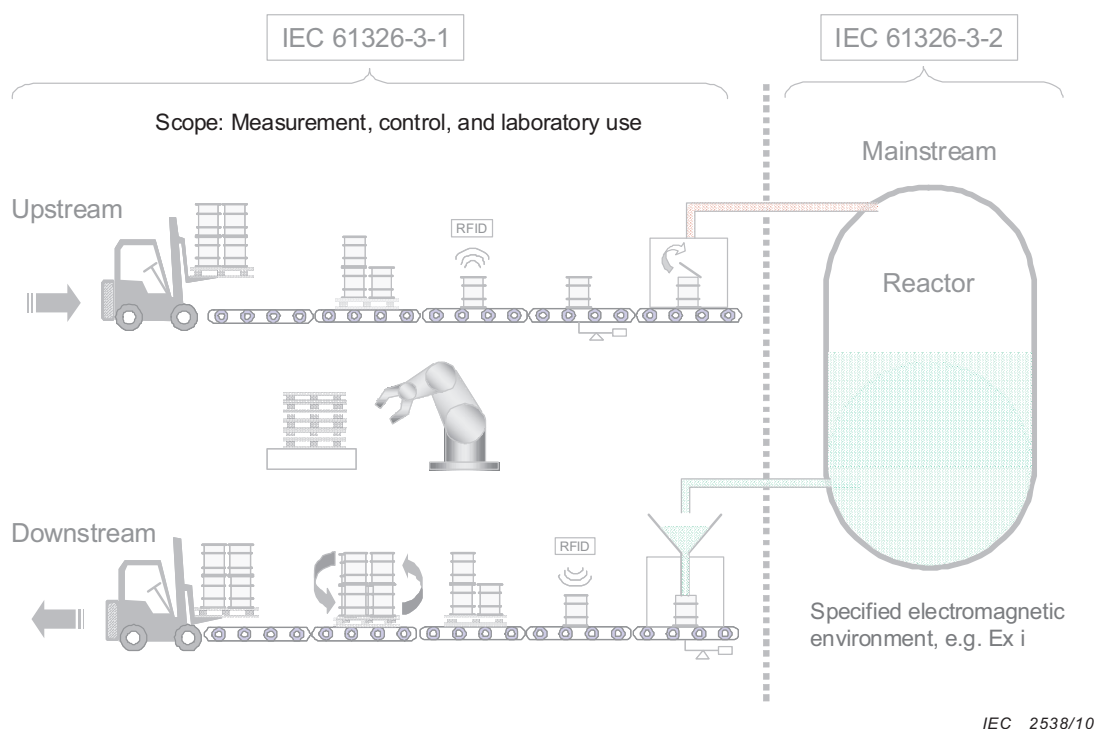 IEC 61326-3-1
IEC 61326-3-2
Scope: Measurement, control, and laboratory use
Mainstream
Upstream
RFID
Reactor
Downstream
RFID
Specified electromagnetic
environment, e.g. Ex i
IEC 2538/10